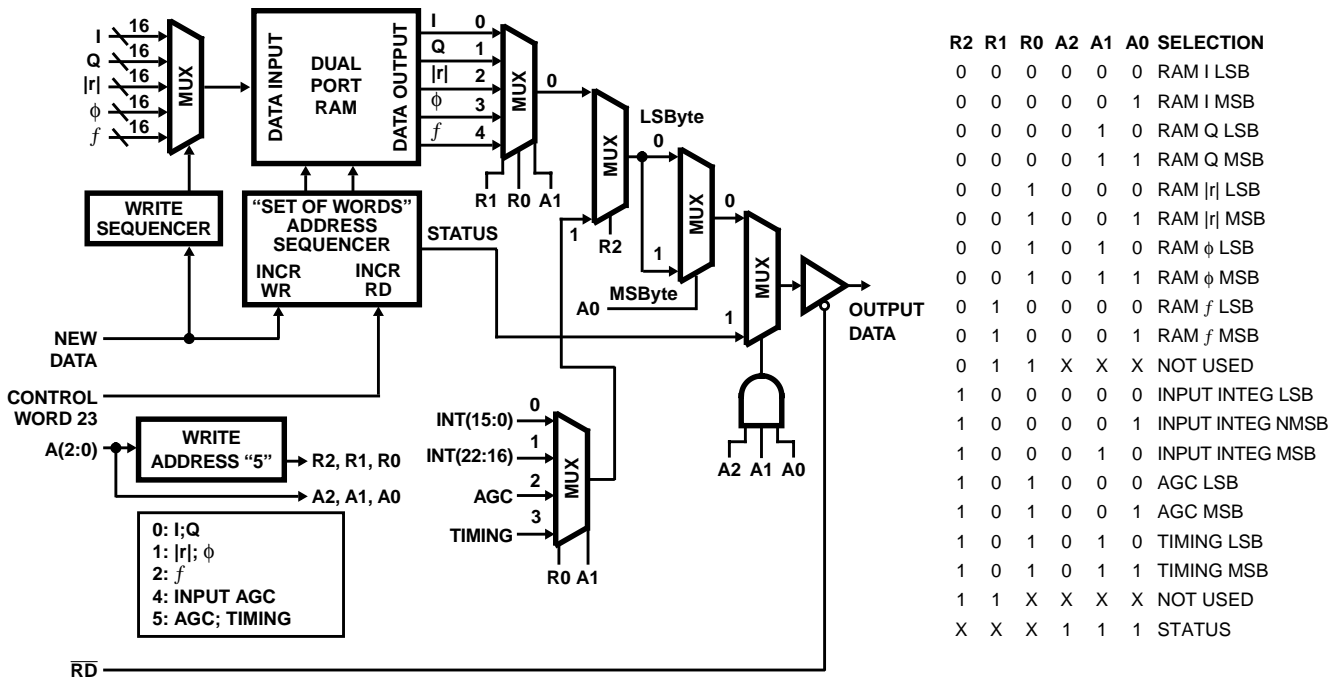 I 16
Q 16
|r| 16
ϕ 16
f 16
MUX
DATA INPUT
DUAL
PORT
RAM
DATA OUTPUT
I 0
Q 1
|r| 2
ϕ 3
f 4
MUX
0
R1 R0 A1
WRITE
SEQUENCER
“SET OF WORDS”
ADDRESS
SEQUENCER
INCR
WR
INCR
RD
STATUS
MUX
1
R2
LSByte
0
1
MSByte
A0
MUX
0
1
MUX
OUTPUT
DATA
NEW
DATA
CONTROL
WORD 23
A(2:0)
WRITE
ADDRESS “5”
R2, R1, R0
A2, A1, A0
INT(15:0) 0
INT(22:16) 1
AGC 2
TIMING 3
MUX
R0 A1
A2 A1 A0
0: I;Q
1: |r|; ϕ
2: f
4: INPUT AGC
5: AGC; TIMING
RD
R2 R1 R0 A2 A1 A0 SELECTION
0 0 0 0 0 0 RAM I LSB
0 0 0 0 0 1 RAM I MSB
0 0 0 0 1 0 RAM Q LSB
0 0 0 0 1 1 RAM Q MSB
0 0 1 0 0 0 RAM |r| LSB
0 0 1 0 0 1 RAM |r| MSB
0 0 1 0 1 0 RAM ϕ LSB
0 0 1 0 1 1 RAM ϕ MSB
0 1 0 0 0 0 RAM f LSB
0 1 0 0 0 1 RAM f MSB
0 1 1 X X X NOT USED
1 0 0 0 0 0 INPUT INTEG LSB
1 0 0 0 0 1 INPUT INTEG NMSB
1 0 0 0 1 0 INPUT INTEG MSB
1 0 1 0 0 0 AGC LSB
1 0 1 0 0 1 AGC MSB
1 0 1 0 1 0 TIMING LSB
1 0 1 0 1 1 TIMING MSB
1 1 X X X X NOT USED
X X X 1 1 1 STATUS